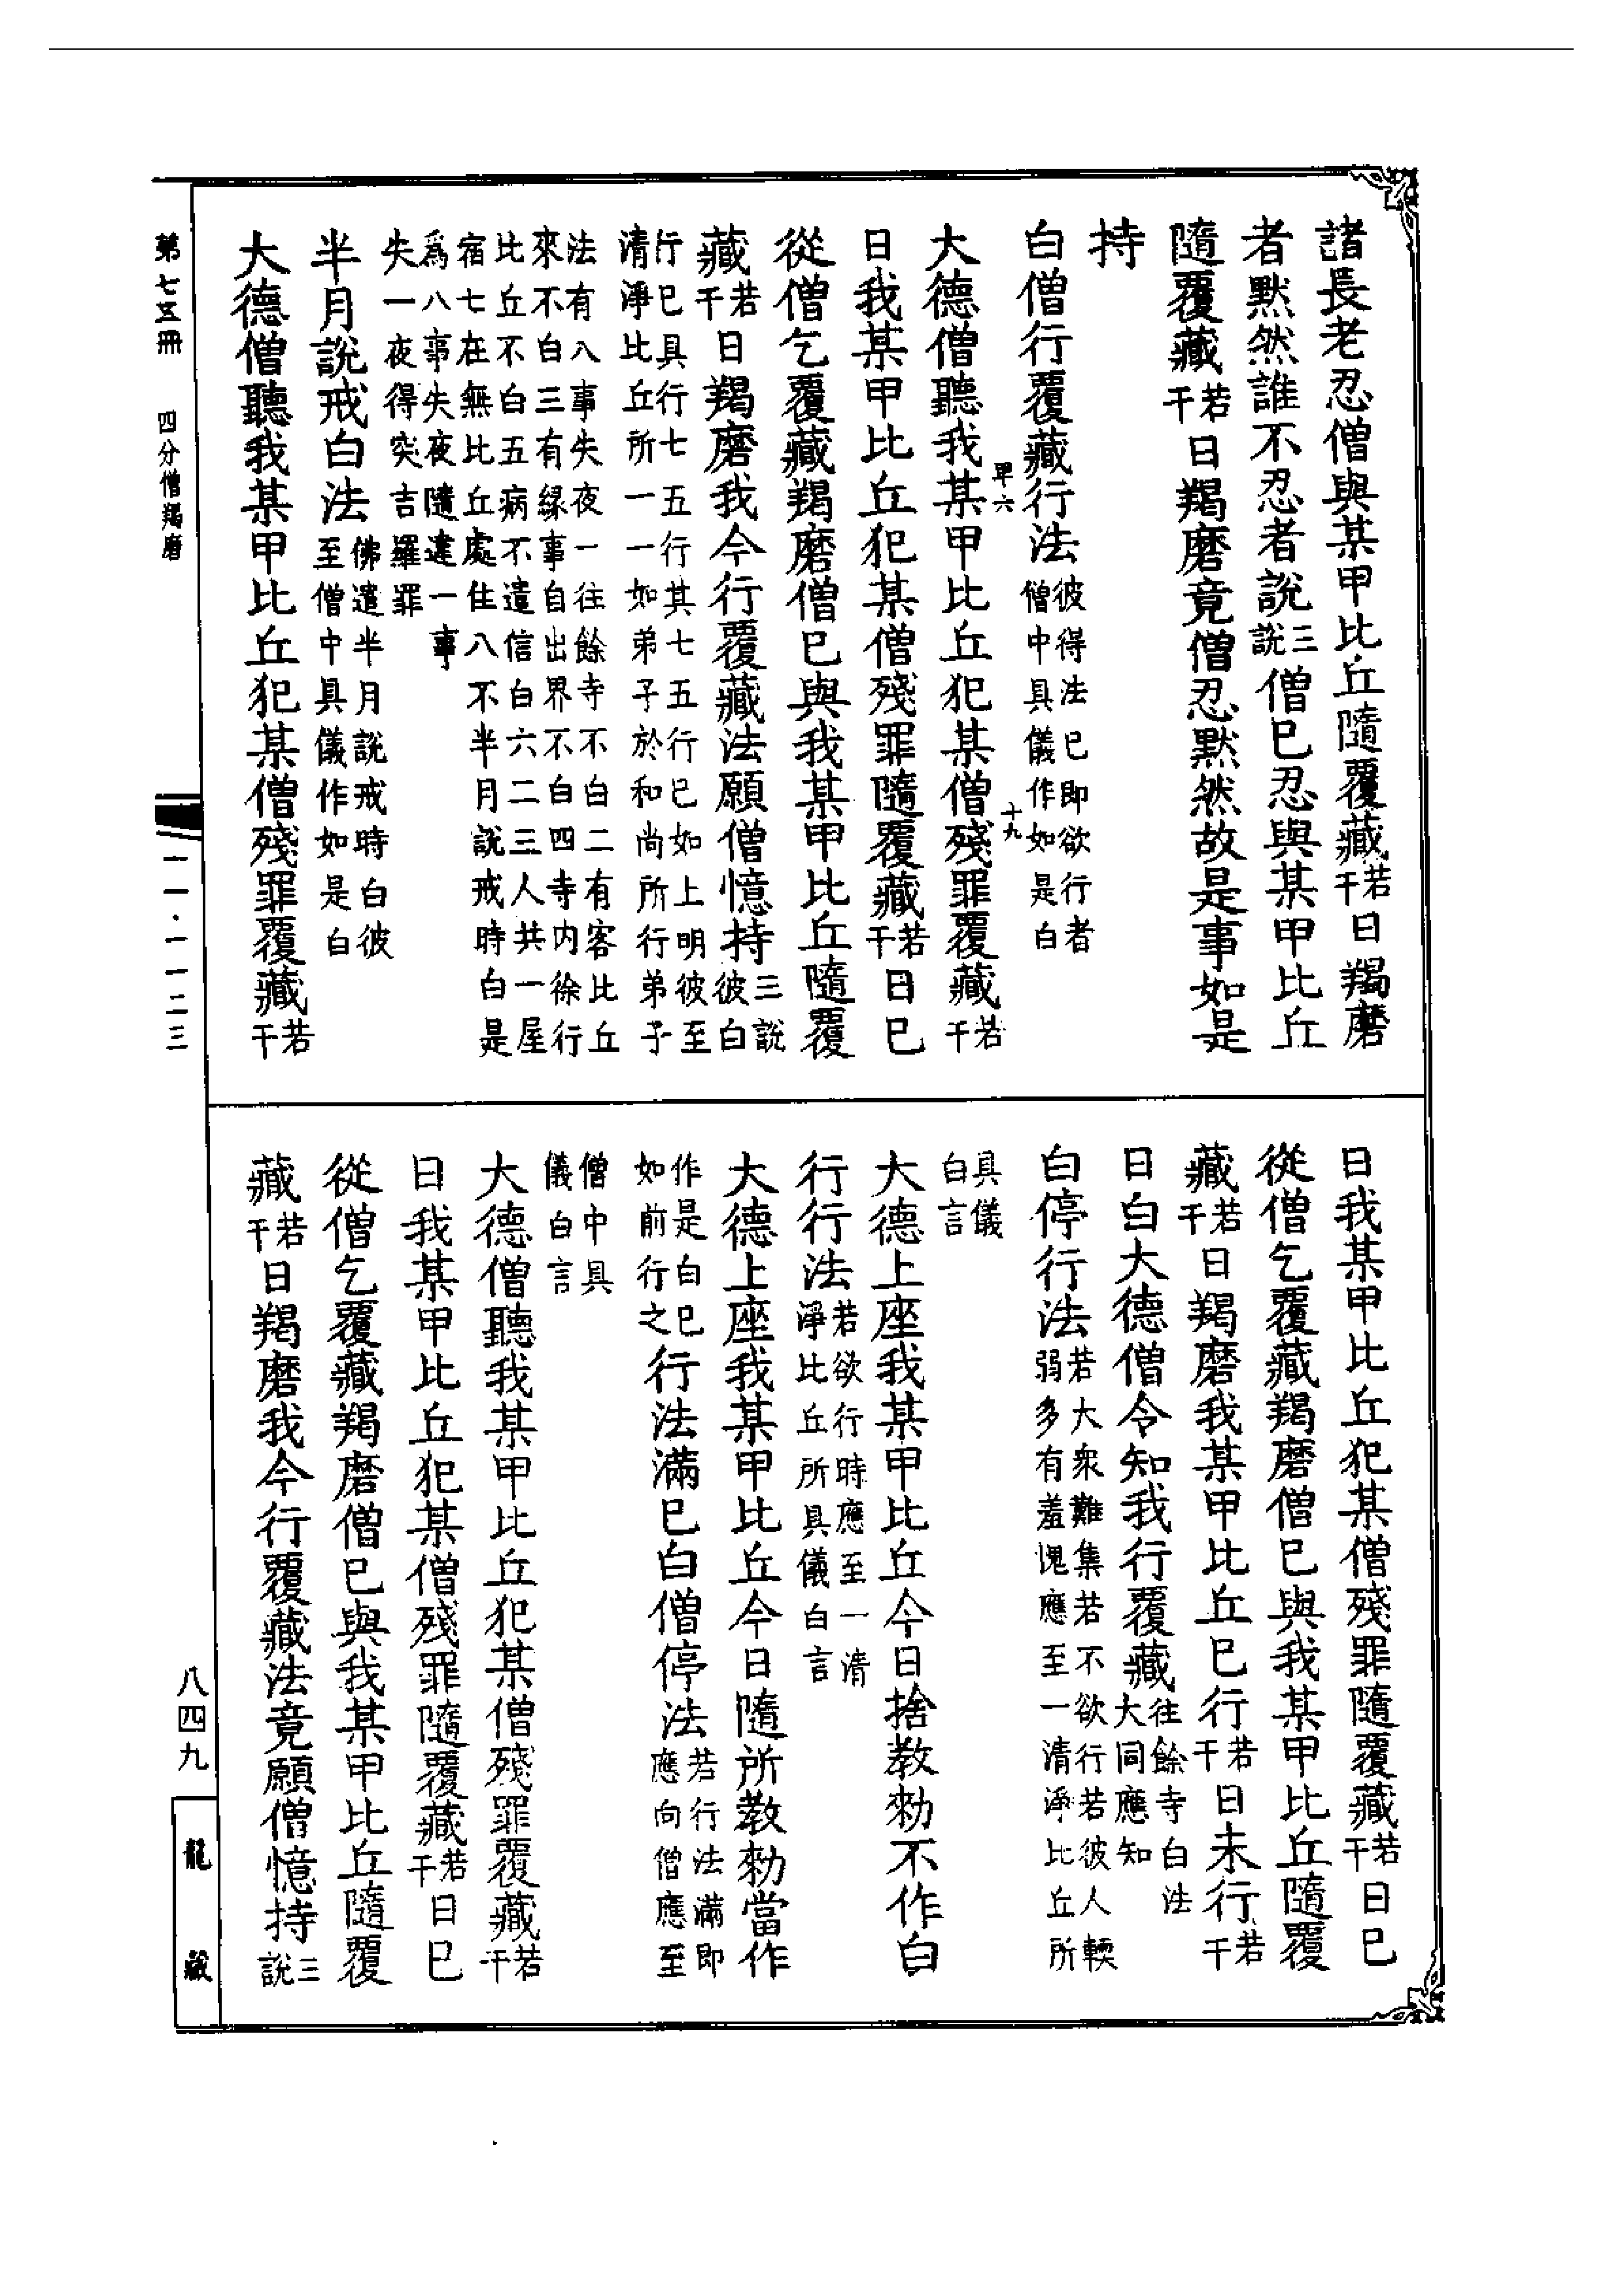 諸長老忍僧與某甲比丘隨覆藏若干日羯磨
者默然誰不忍者說三說僧已忍與某甲比丘
隨覆藏若干日羯磨竟僧忍默然故是事如是
持
白僧行覆藏行法彼得法已即欲行者僧中具儀作如是白
甲六
十九
大德僧聽我某甲比丘犯某僧殘罪覆藏若干
日我某甲比丘犯某僧殘罪隨覆藏若干日已
從僧乞覆藏羯磨僧已與我某甲比丘隨覆
藏若干日羯磨我今行覆藏法願僧憶持三說彼白
行已具行七五行其七五行已如上明彼至
清淨比丘所一一如弟子於和尚所行弟子
法有八事失夜一往餘寺不白二有客比丘
來不白三有緣事自出界不白四寺內徐行
比丘不白五病不遣信白六二三人共一屋
宿七在無比丘處住八不半月說戒時白是
為八事失夜隨違一事
失一夜得突吉羅罪
半月說戒白法佛遣半月說戒時白彼至僧中具儀作如是白
大德僧聽我某甲比丘犯某僧殘罪覆藏若干
日我某甲比丘犯某僧殘罪隨覆藏若干日已
從僧乞覆藏羯磨僧已與我某甲比丘隨覆
藏若干日羯磨我某甲比丘已行若干日未行若干
日白大德僧令知我行覆藏往餘寺白法大同應知
白停行法若大眾難集若不欲行若彼人輭弱多有羞愧應至一清淨比丘所
具儀白言
大德上座我某甲比丘今日捨教勑不作白
行行法若欲行時應至一清淨比丘所具儀白言
大德上座我某甲比丘今日隨所教勑當作
作是白已如前行之行法滿已白僧停法若行法滿即應向僧應至
僧中具儀白言
大德僧聽我某甲比丘犯某僧殘罪覆藏若干
日我某甲比丘犯某僧殘罪隨覆藏若干日已
從僧乞覆藏羯磨僧已與我某甲比丘隨覆
藏若干日羯磨我今行覆藏法竟願僧憶持三說
第七五冊 四分僧羯磨
一一·一一二三
八四九
龍藏